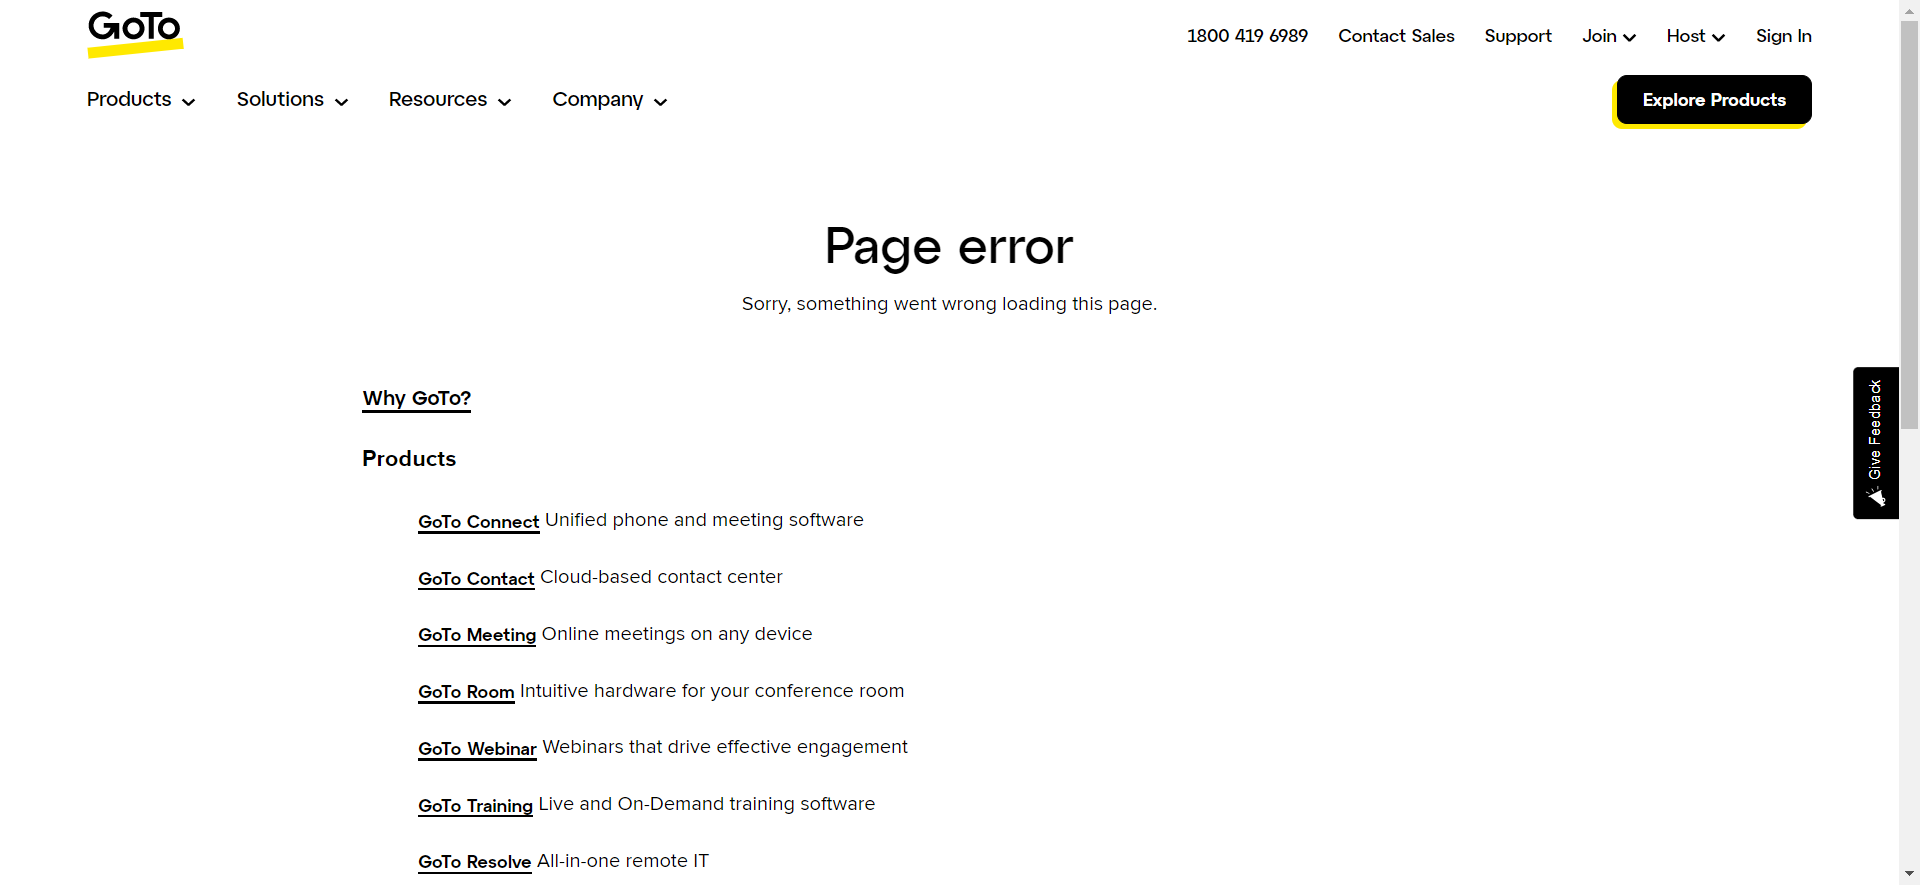 GoTo
1800 419 6989 Contact Sales Support Join Host Sign In
Products Solutions Resources Company Explore Products
Page error
Sorry, something went wrong loading this page.
Give Feedback
Why GoTo?
Products
GoTo Connect Unified phone and meeting software
GoTo Contact Cloud-based contact center
GoTo Meeting Online meetings on any device
GoTo Room Intuitive hardware for your conference room
GoTo Webinar Webinars that drive effective engagement
GoTo Training Live and On-Demand training software
GoTo Resolve All-in-one remote IT